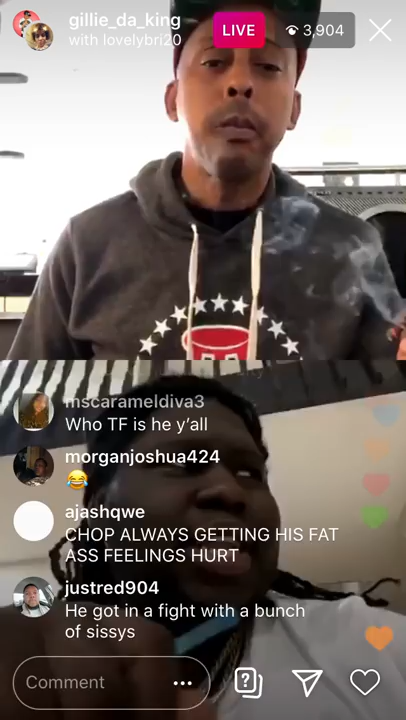 gillie_da_king
with lovelybri20
LIVE
3,904
mscarameldiva3
Who TF is he y’all
morganjoshua424
😂
ajashqwe
CHOP ALWAYS GETTING HIS FAT
ASS FEELINGS HURT
justred904
He got in a fight with a bunch
of sissys
Comment